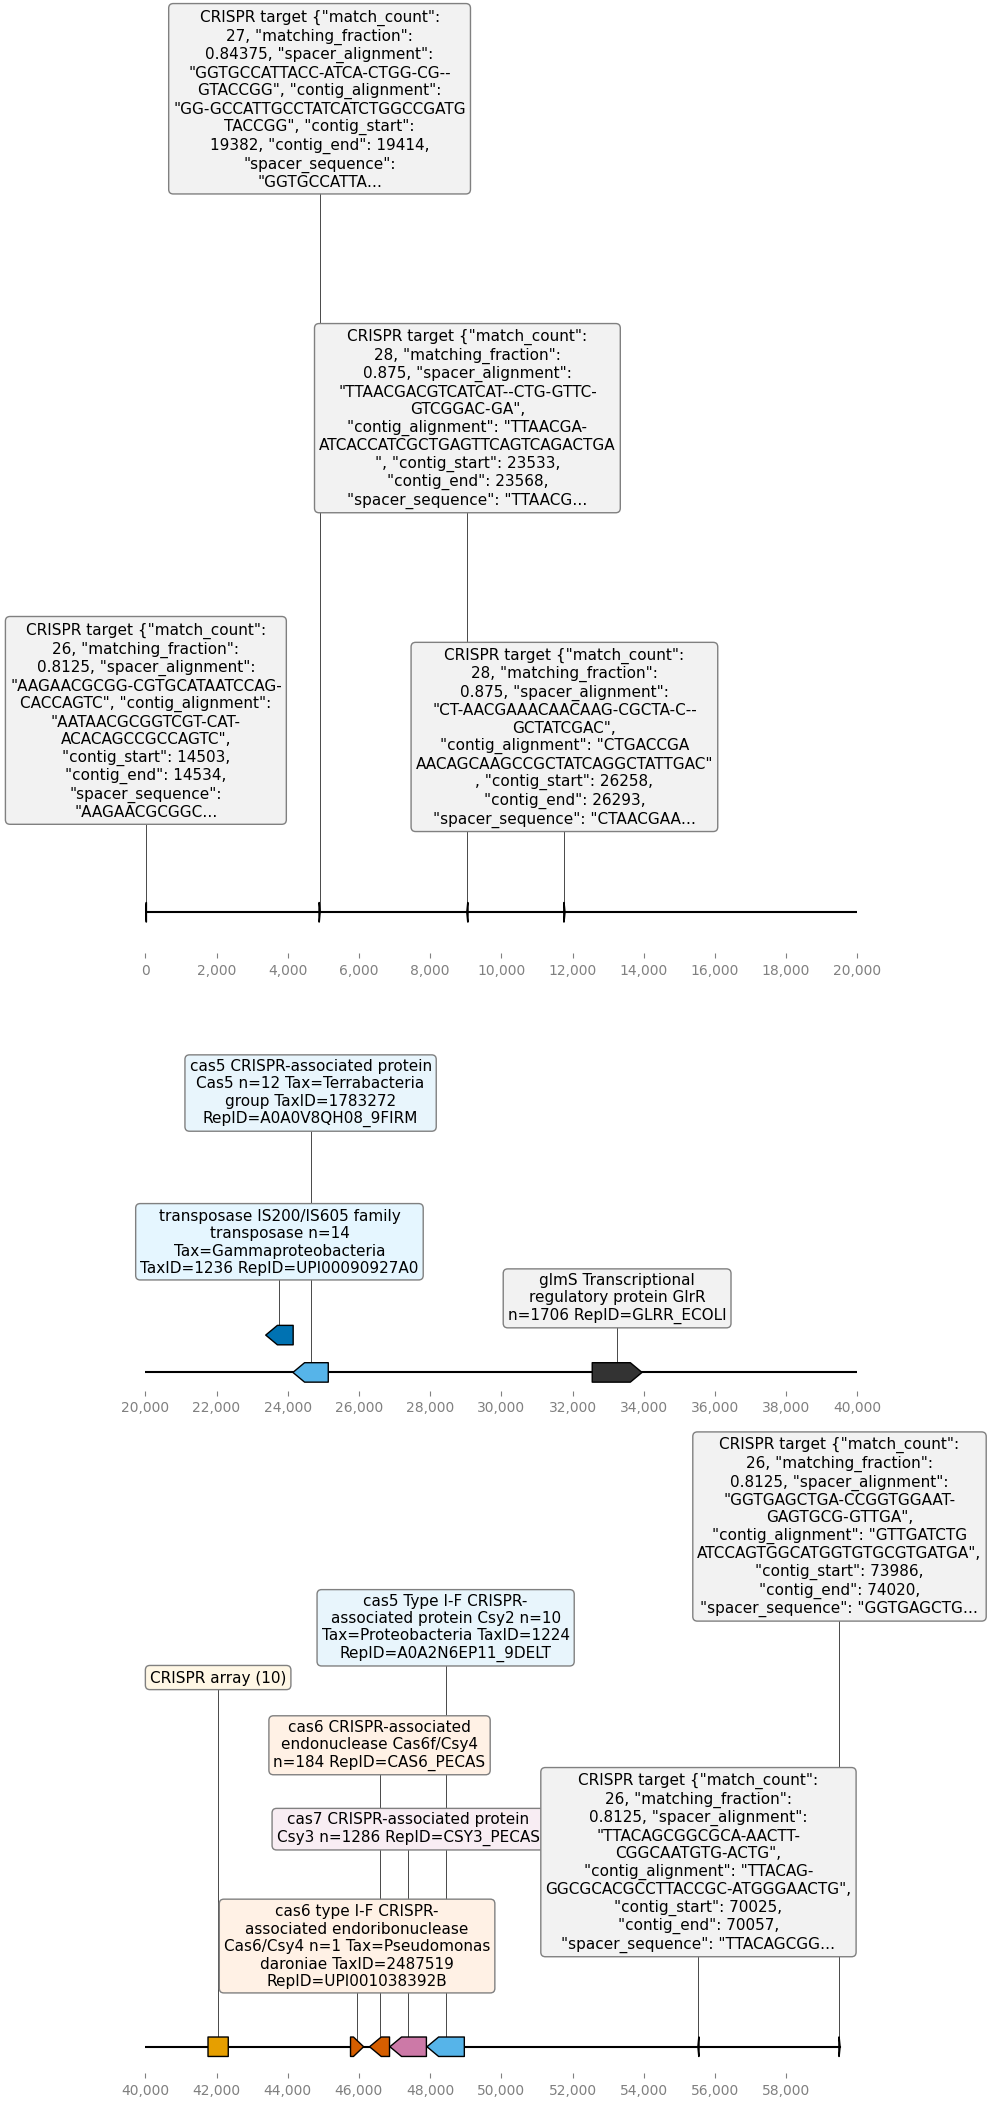 CRISPR target {"match_count":
27, "matching_fraction":
0.84375, "spacer_alignment":
"GGTGCCATTACC-ATCA-CTGG-CG--
GTACCGG", "contig_alignment":
"GG-GCCATTGCCTATCATCTGGCCGATG
TACCGG", "contig_start":
19382, "contig_end": 19414,
"spacer_sequence":
"GGTGCCATTA...
CRISPR target {"match_count":
28, "matching_fraction":
0.875, "spacer_alignment":
"TTAACGACGTCATCAT--CTG-GTTC-
GTCGGAC-GA",
"contig_alignment": "TTAACGA-
ATCACCATCGCTGAGTTCAGTCAGACTGA
", "contig_start": 23533,
"contig_end": 23568,
"spacer_sequence": "TTAACG...
CRISPR target {"match_count":
26, "matching_fraction":
0.8125, "spacer_alignment":
"AAGAACGCGG-CGTGCATAATCCAG-
CACCAGTC", "contig_alignment":
"AATAACGCGGTCGT-CAT-
ACACAGCCGCCAGTC",
"contig_start": 14503,
"contig_end": 14534,
"spacer_sequence":
"AAGAACGCGGC...
CRISPR target {"match_count":
28, "matching_fraction":
0.875, "spacer_alignment":
"CT-AACGAAACAACAAG-CGCTA-C--
GCTATCGAC",
"contig_alignment": "CTGACCGA
AACAGCAAGCCGCTATCAGGCTATTGAC"
, "contig_start": 26258,
"contig_end": 26293,
"spacer_sequence": "CTAACGAA...
0 2,000 4,000 6,000 8,000 10,000 12,000 14,000 16,000 18,000 20,000
cas5 CRISPR-associated protein
Cas5 n=12 Tax=Terrabacteria
group TaxID=1783272
RepID=A0A0V8QH08_9FIRM
transposase IS200/IS605 family
transposase n=14
Tax=Gammaproteobacteria
TaxID=1236 RepID=UPI00090927A0
glmS Transcriptional
regulatory protein GlrR
n=1706 RepID=GLRR_ECOLI
20,000 22,000 24,000 26,000 28,000 30,000 32,000 34,000 36,000 38,000 40,000
CRISPR target {"match_count":
26, "matching_fraction":
0.8125, "spacer_alignment":
"GGTGAGCTGA-CCGGTGGAAT-
GAGTGCG-GTTGA",
"contig_alignment": "GTTGATCTG
ATCCAGTGGCATGGTGTGCGTGATGA",
"contig_start": 73986,
"contig_end": 74020,
"spacer_sequence": "GGTGAGCTG...
cas5 Type I-F CRISPR-
associated protein Csy2 n=10
Tax=Proteobacteria TaxID=1224
RepID=A0A2N6EP11_9DELT
CRISPR array (10)
cas6 CRISPR-associated
endonuclease Cas6f/Csy4
n=184 RepID=CAS6_PECAS
CRISPR target {"match_count":
26, "matching_fraction":
0.8125, "spacer_alignment":
"TTACAGCGGCGCA-AACTT-
CGGCAATGTG-ACTG",
"contig_alignment": "TTACAG-
GGCGCACGCCTTACCGC-ATGGGAACTG",
"contig_start": 70025,
"contig_end": 70057,
"spacer_sequence": "TTACAGCGG...
cas7 CRISPR-associated protein
Csy3 n=1286 RepID=CSY3_PECAS
cas6 type I-F CRISPR-
associated endoribonuclease
Cas6/Csy4 n=1 Tax=Pseudomonas
daroniae TaxID=2487519
RepID=UPI001038392B
40,000 42,000 44,000 46,000 48,000 50,000 52,000 54,000 56,000 58,000